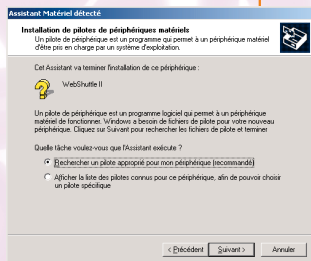 Assistant Matériel détecté
Installation de pilotes de périphériques matériels
Un pilote de périphérique est un programme qui permet à un périphérique matériel
d'être pris en charge par un système d'exploitation.
Cet Assistant va terminer l'installation de ce périphérique :
WebShuttle II
Un pilote de périphérique est un programme logiciel qui permet à un périphérique
matériel de fonctionner. Windows a besoin de fichiers de pilote pour votre nouveau
périphérique. Cliquez sur Suivant pour rechercher les fichiers de pilote et terminer
Quelle tâche voulez-vous que l'Assistant exécute ?
Rechercher un pilote approprié pour mon périphérique (recommandé)
Afficher la liste des pilotes connus pour ce périphérique, afin de pouvoir choisir
un pilote spécifique
< Précédent
Suivant >
Annuler